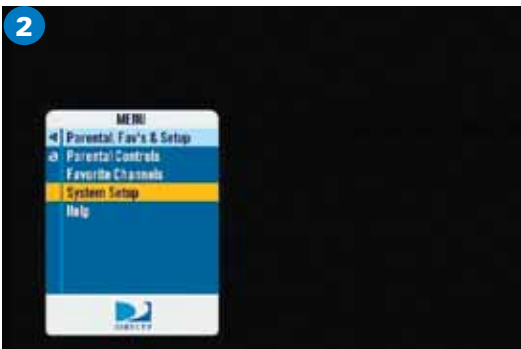 2
MENU
Parental, Fav's & Setup
Parental Controls
Favorite Channels
System Setup
Help
DIRECTV